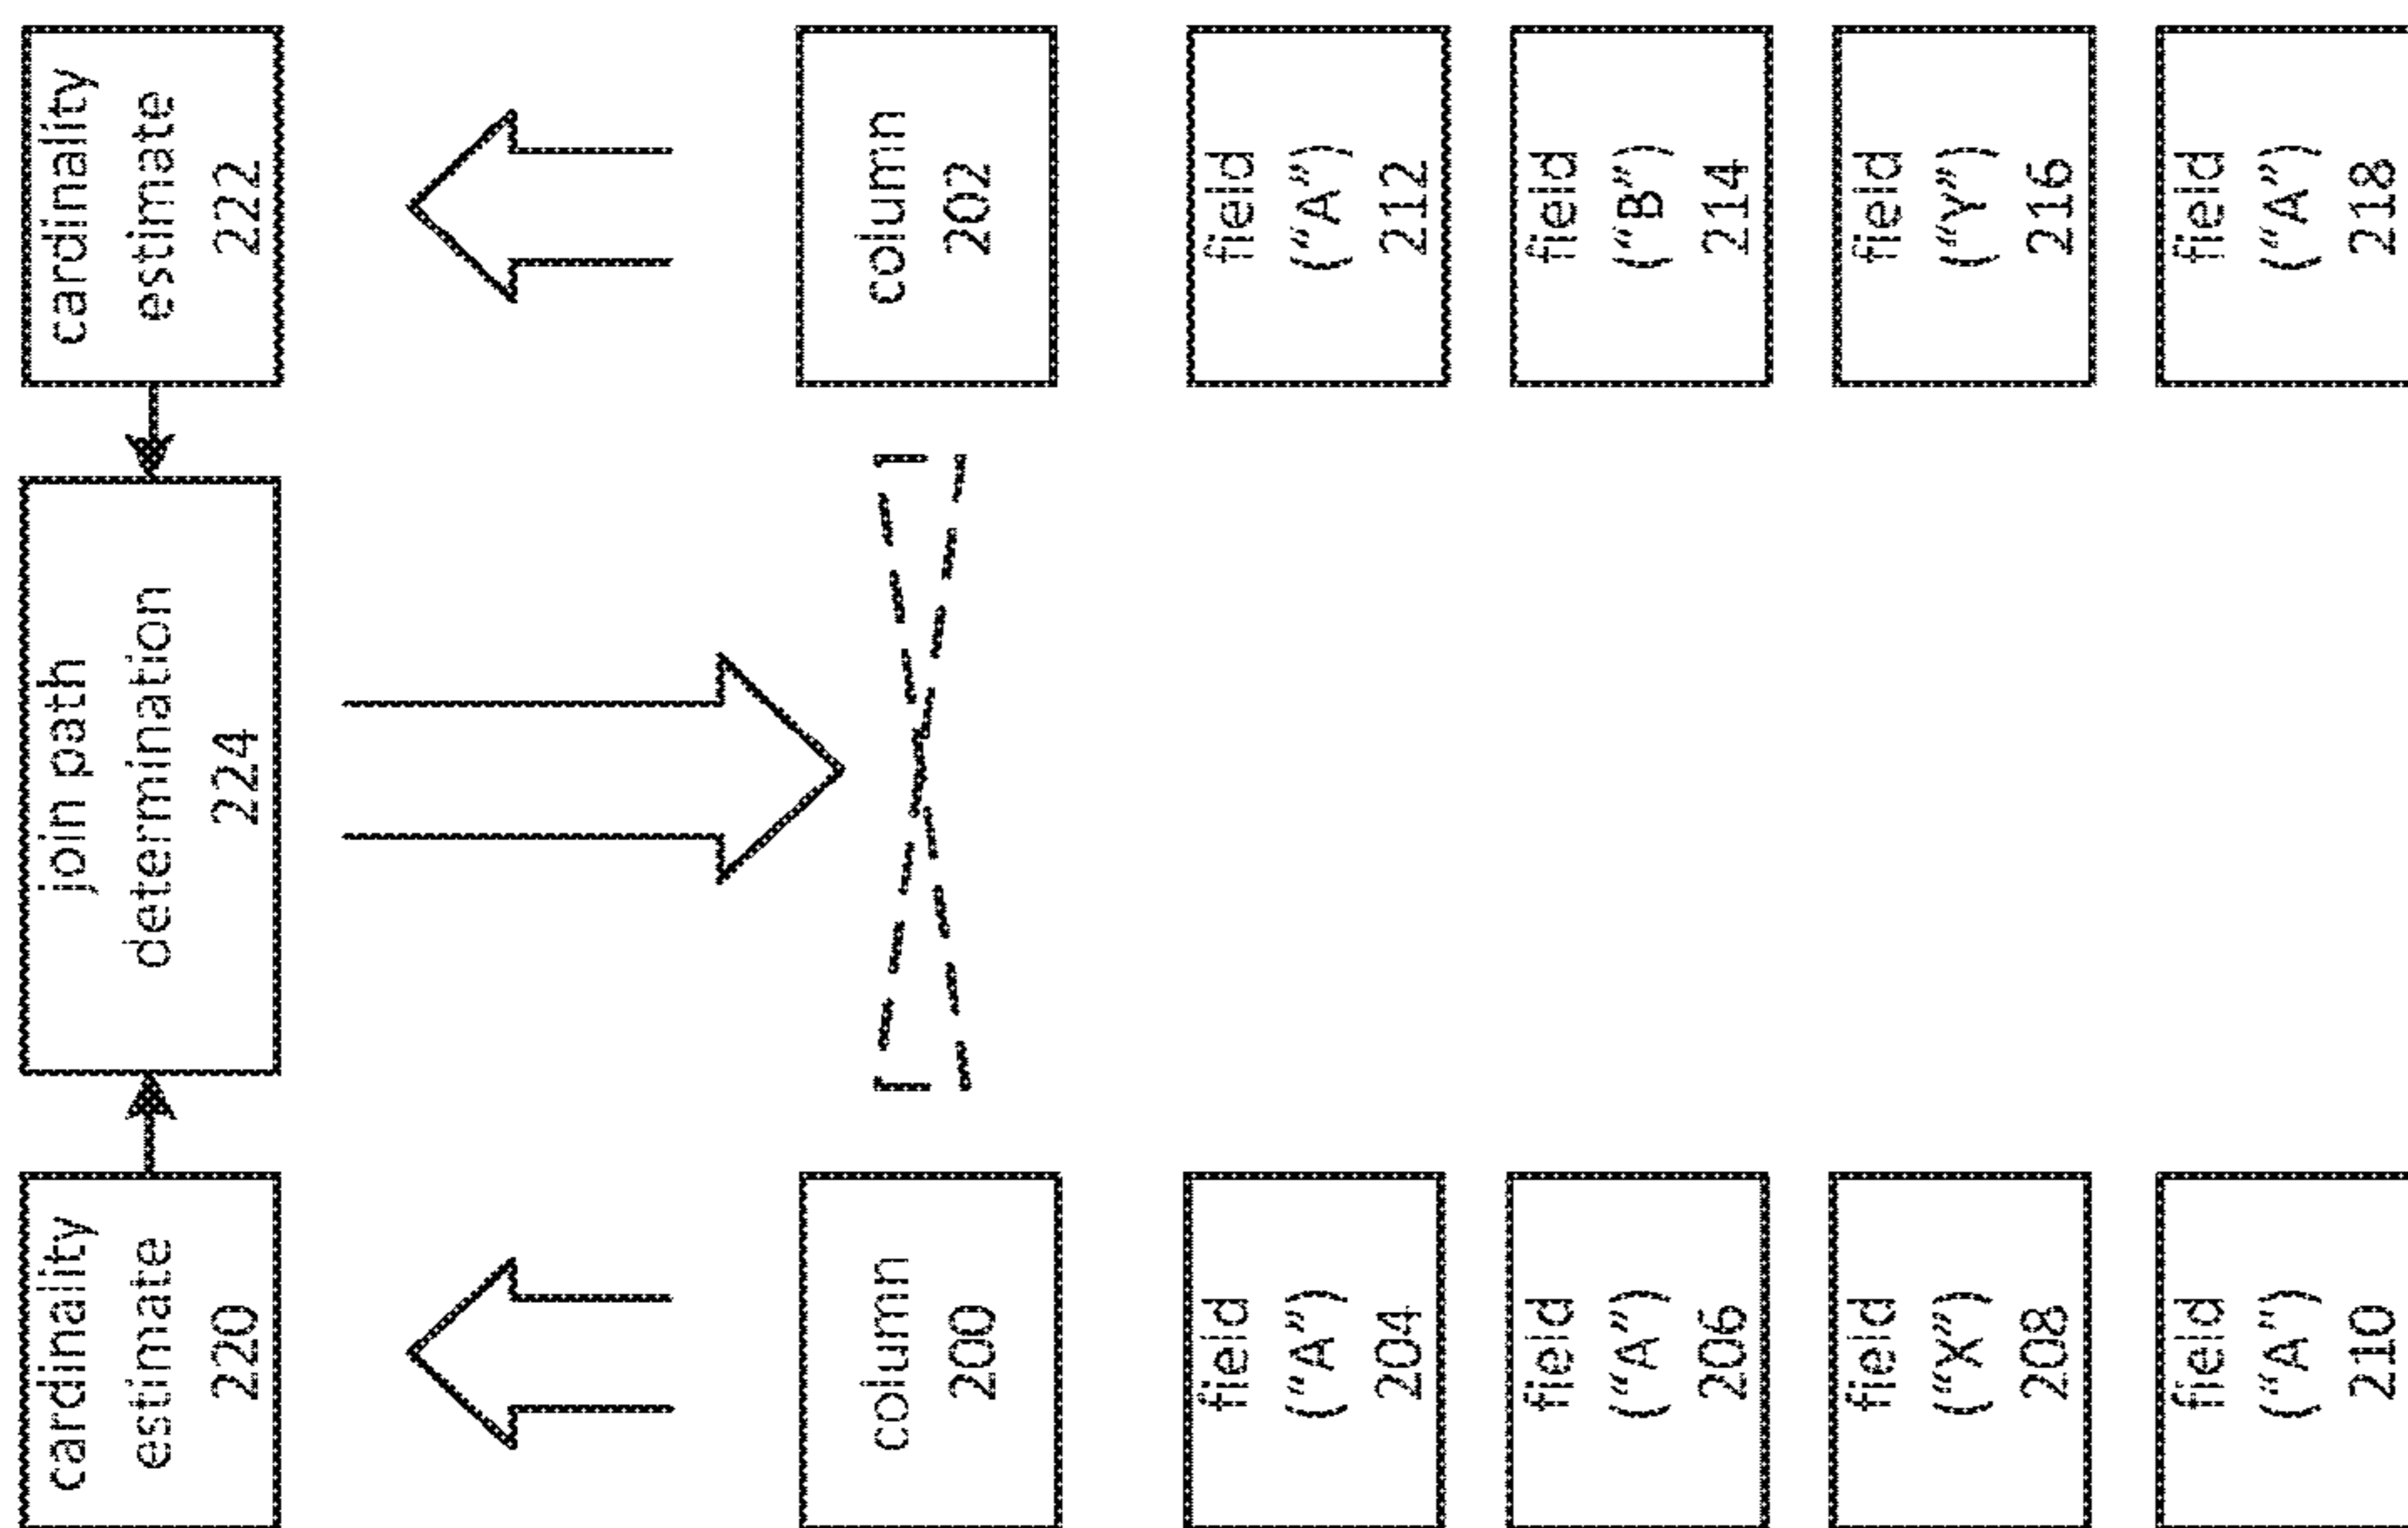 cardinality
estimate
220
join path
determination
224
cardinality
estimate
222
column
200
column
202
field
(“A”)
204
field
(“A”)
212
field
(“A”)
206
field
(“B”)
214
field
(“X”)
208
field
(“Y”)
216
field
(“A”)
210
field
(“A”)
218